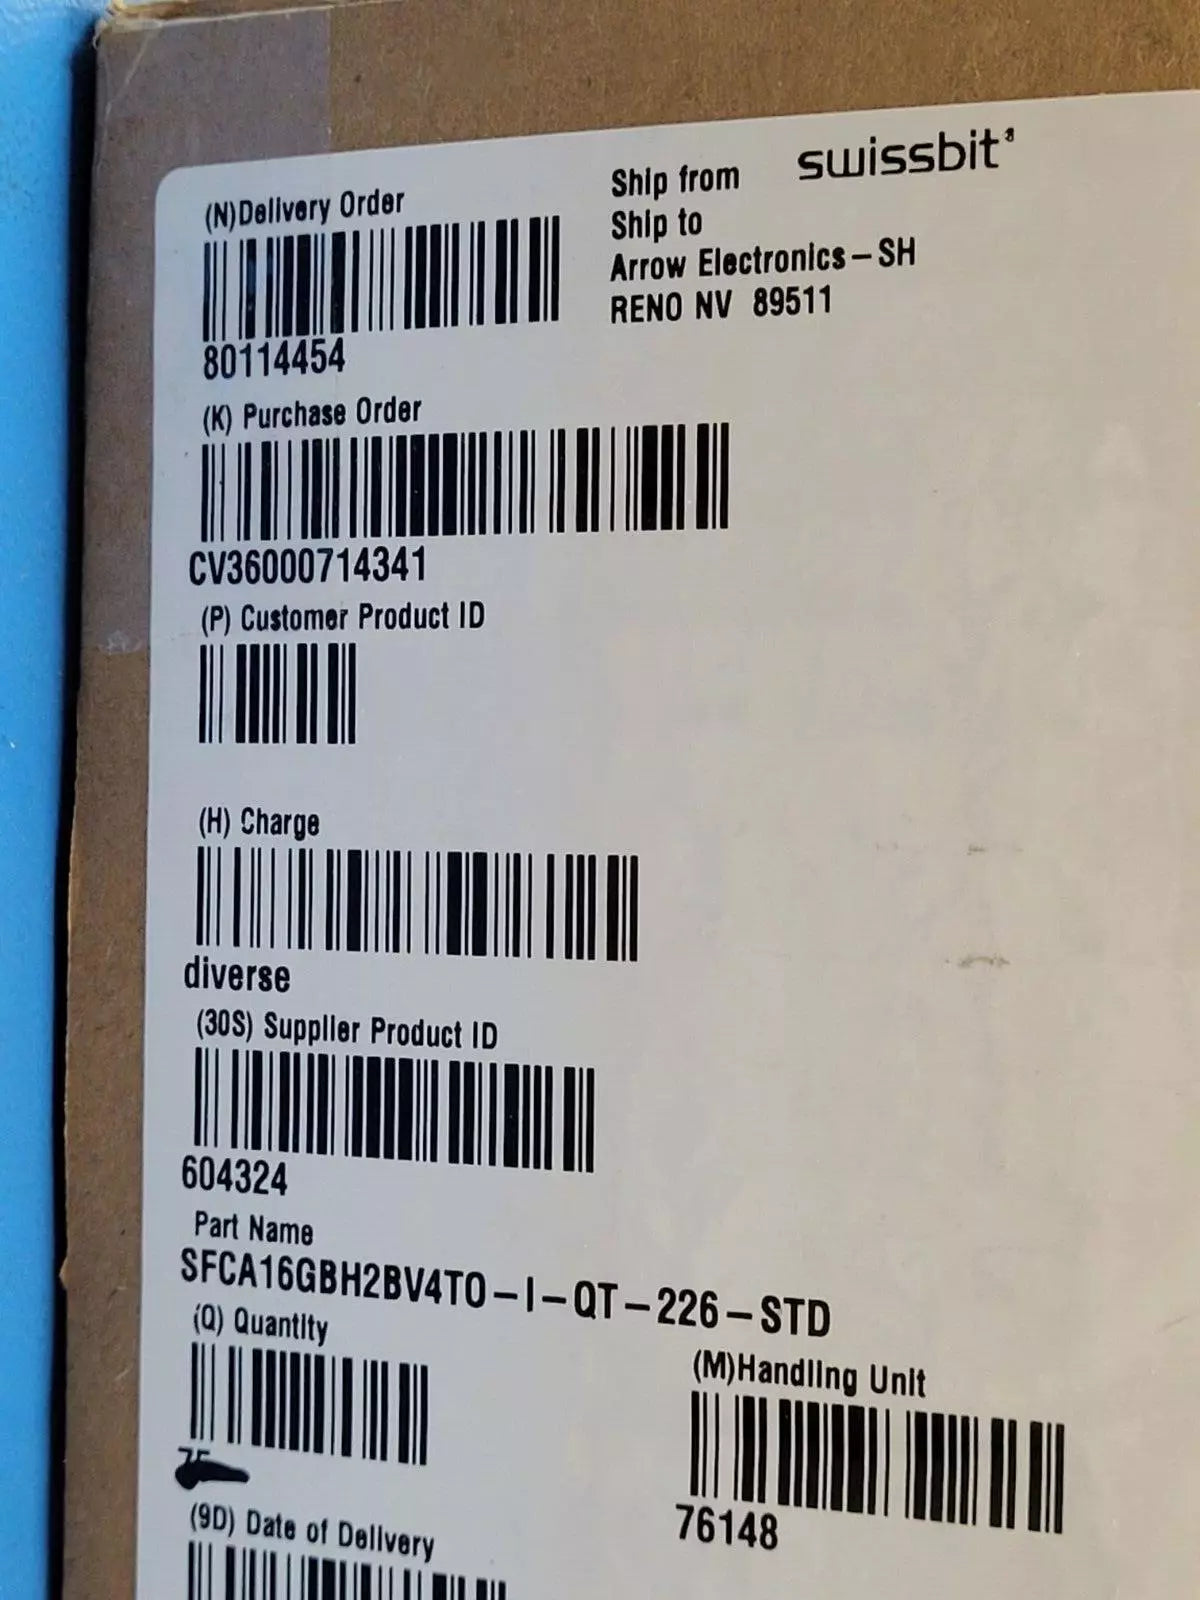 swissbit
(N)Delivery Order
Ship from
Ship to
Arrow Electronics-SH
RENO NV 89511
80114454
(K) Purchase Order
CV36000714341
(P) Customer Product ID
(H) Charge
diverse
(30S) Supplier Product ID
604324
Part Name
SFCA16GBH2BV4TO-I-QT-226-STD
(Q) Quantity
(M)Handling Unit
76148
(9D) Date of Delivery